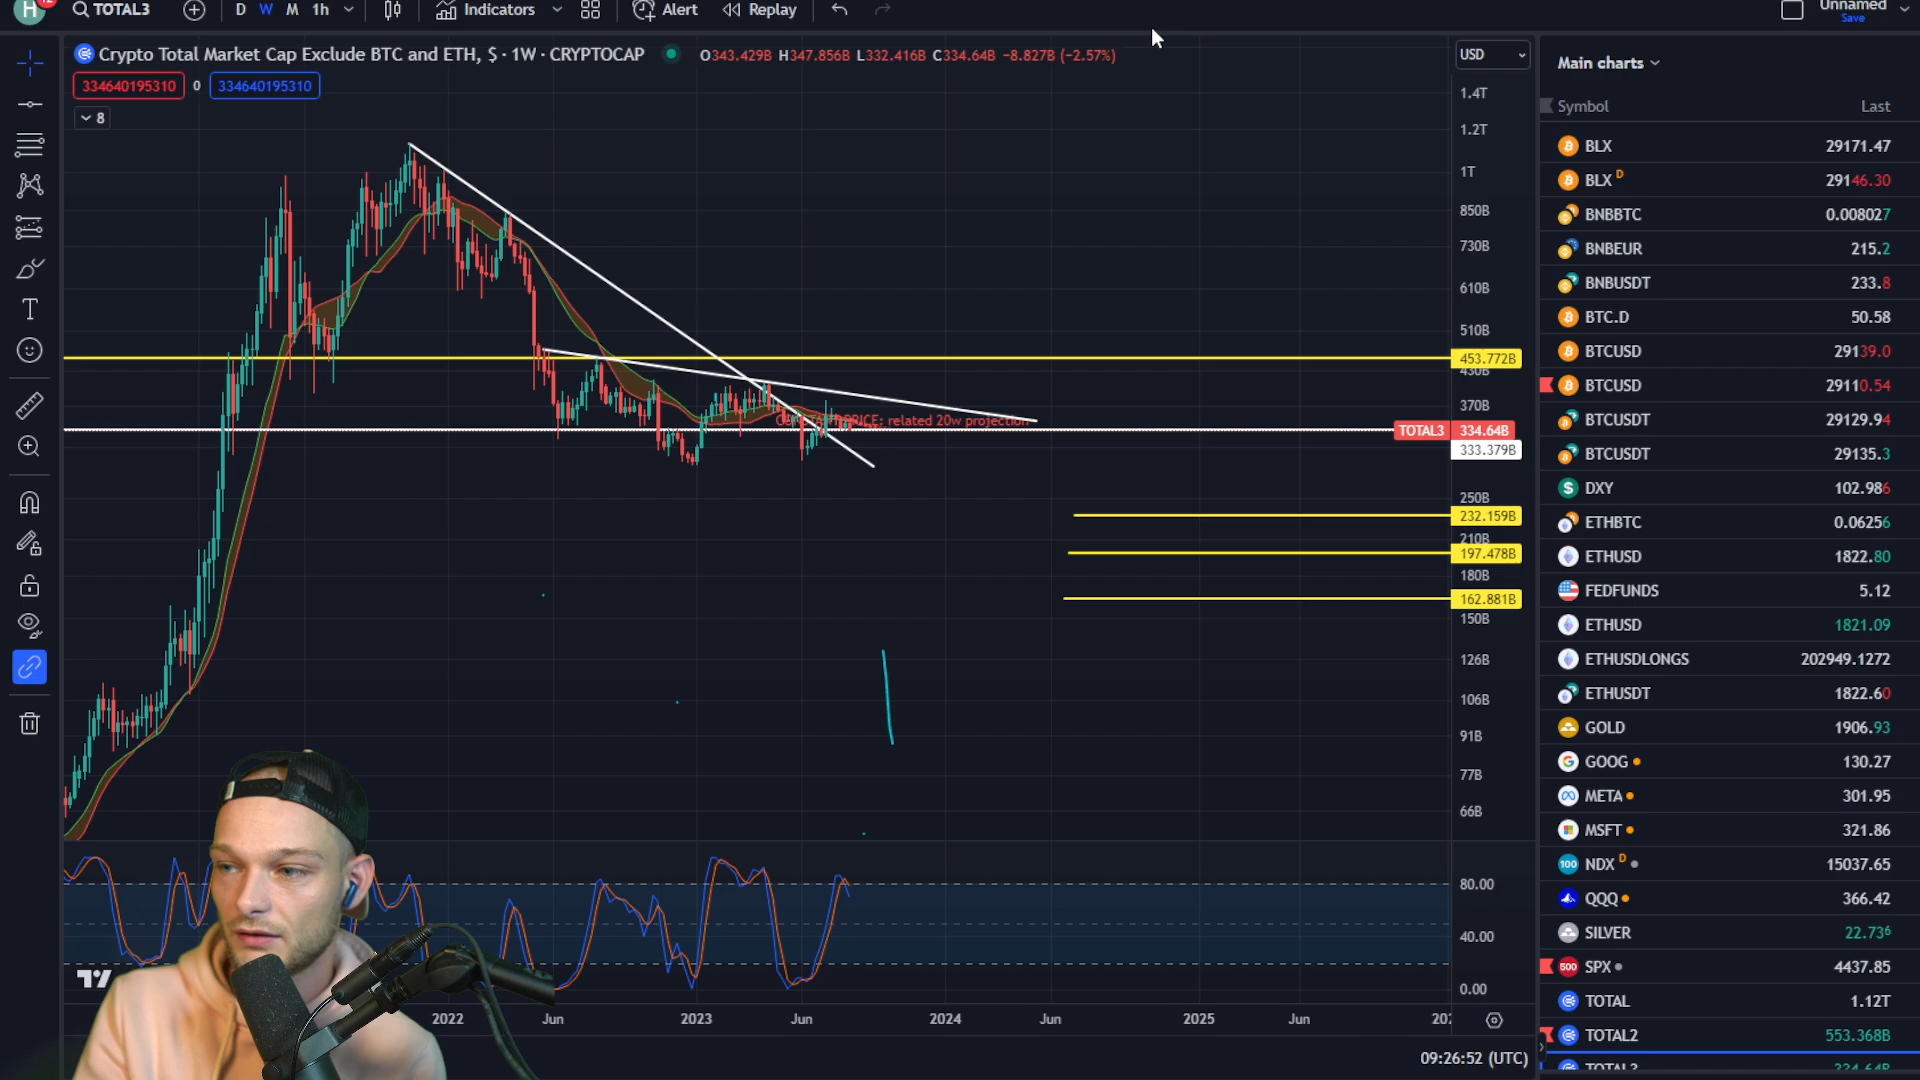 H
TOTAL3
D W M 1h
Indicators
Alert
Replay
Unnamed
Save
Crypto Total Market Cap Exclude BTC and ETH, $ · 1W · CRYPTOCAP
O343.429B H347.856B L332.416B C334.64B −8.827B (−2.57%)
334640195310 0 334640195310
8
USD
1.4T
1.2T
1T
850B
730B
610B
510B
453.772B
430B
370B
related 20w projection
TOTAL3 334.64B
333.379B
250B
232.159B
210B
197.478B
180B
162.881B
150B
126B
106B
91B
77B
66B
80.00
40.00
0.00
2022 Jun 2023 Jun 2024 Jun 2025 Jun
09:26:52 (UTC)
Main charts
Symbol Last
BLX 29171.47
BLX D 29146.30
BNBBTC 0.008027
BNBEUR 215.2
BNBUSDT 233.8
BTC.D 50.58
BTCUSD 29139.0
BTCUSD 29110.54
BTCUSDT 29129.94
BTCUSDT 29135.3
DXY 102.986
ETHBTC 0.06256
ETHUSD 1822.80
FEDFUNDS 5.12
ETHUSD 1821.09
ETHUSDLONGS 202949.1272
ETHUSDT 1822.60
GOLD 1906.93
GOOG 130.27
META 301.95
MSFT 321.86
100 NDX D 15037.65
QQQ 366.42
SILVER 22.736
500 SPX 4437.85
TOTAL 1.12T
TOTAL2 553.368B
TOTAL3 334.64B